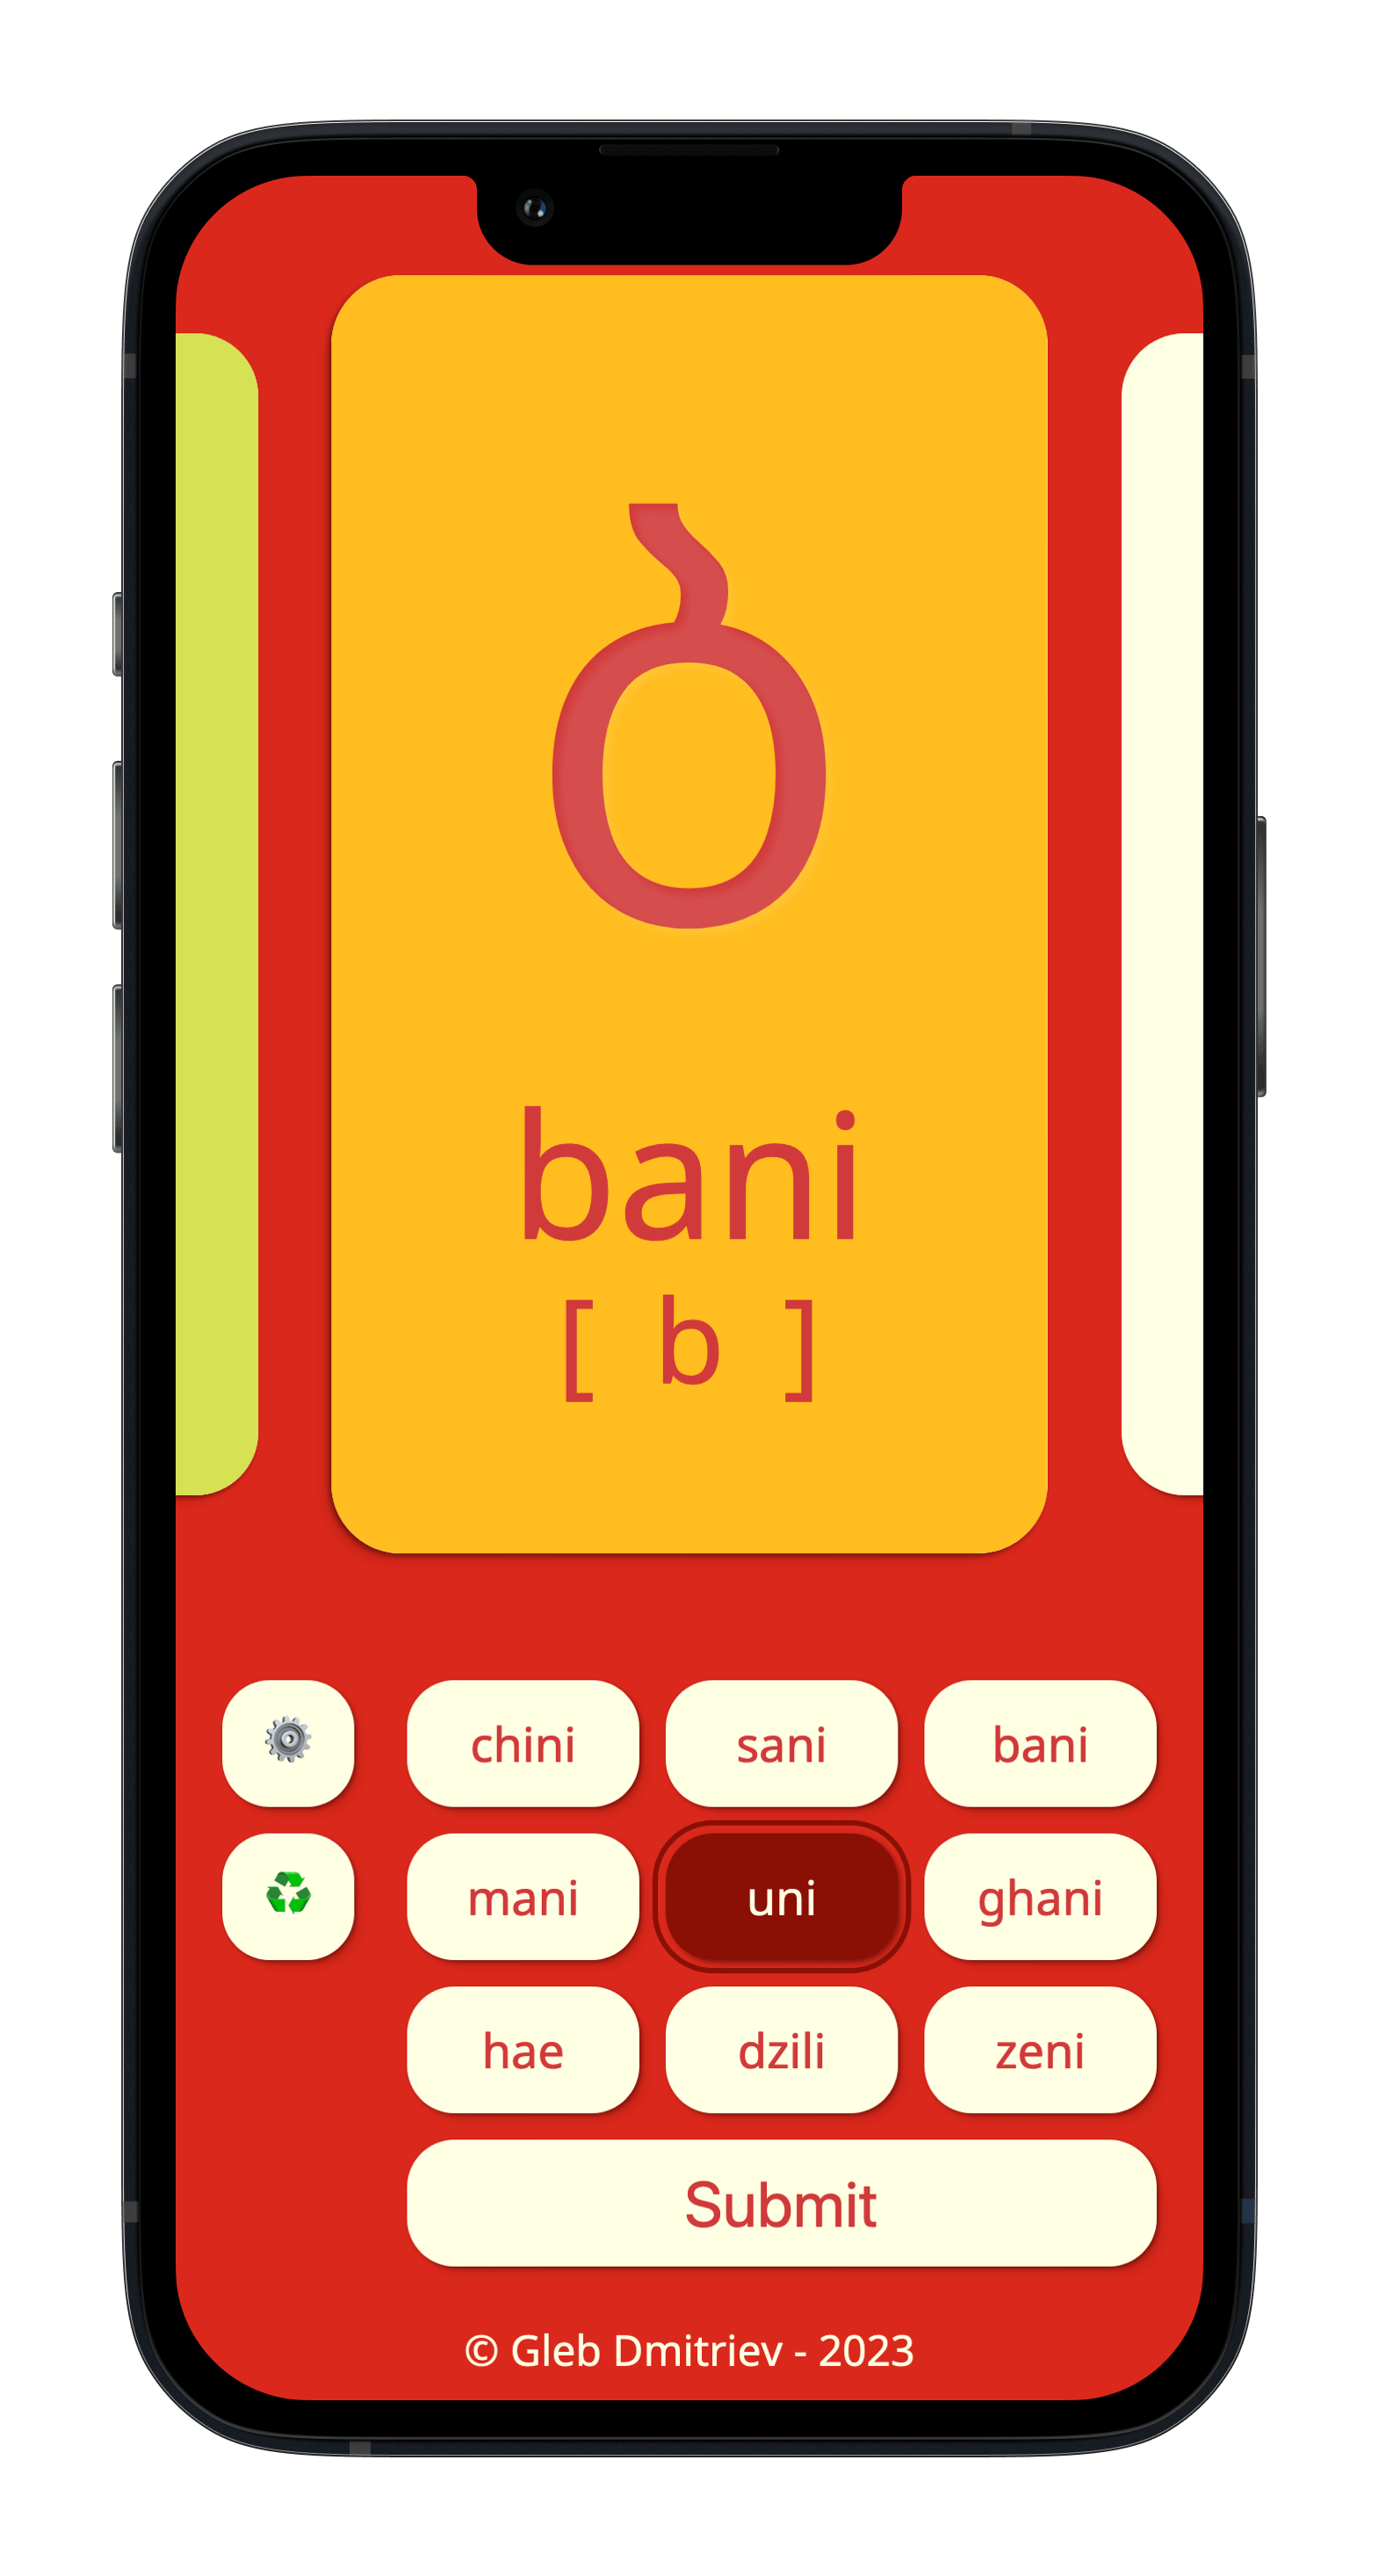 ბ
bani
[ b ]
chini sani bani
mani uni ghani
hae dzili zeni
Submit
© Gleb Dmitriev - 2023